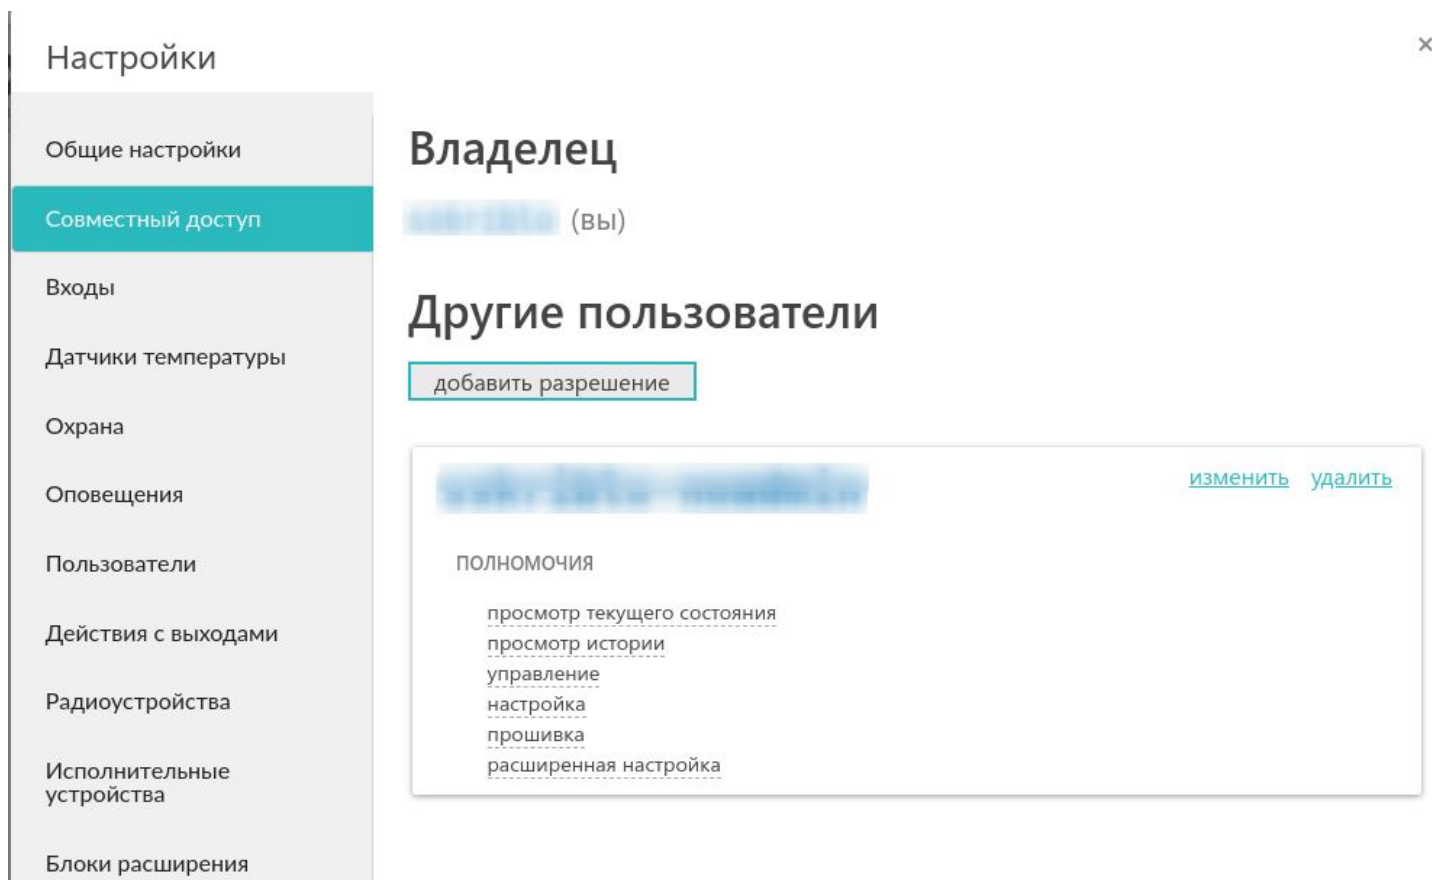 Настройки
×
Общие настройки
Совместный доступ
Входы
Датчики температуры
Охрана
Оповещения
Пользователи
Действия с выходами
Радиоустройства
Исполнительные
устройства
Блоки расширения
Владелец
(вы)
Другие пользователи
добавить разрешение
изменить удалить
ПОЛНОМОЧИЯ
просмотр текущего состояния
просмотр истории
управление
настройка
прошивка
расширенная настройка